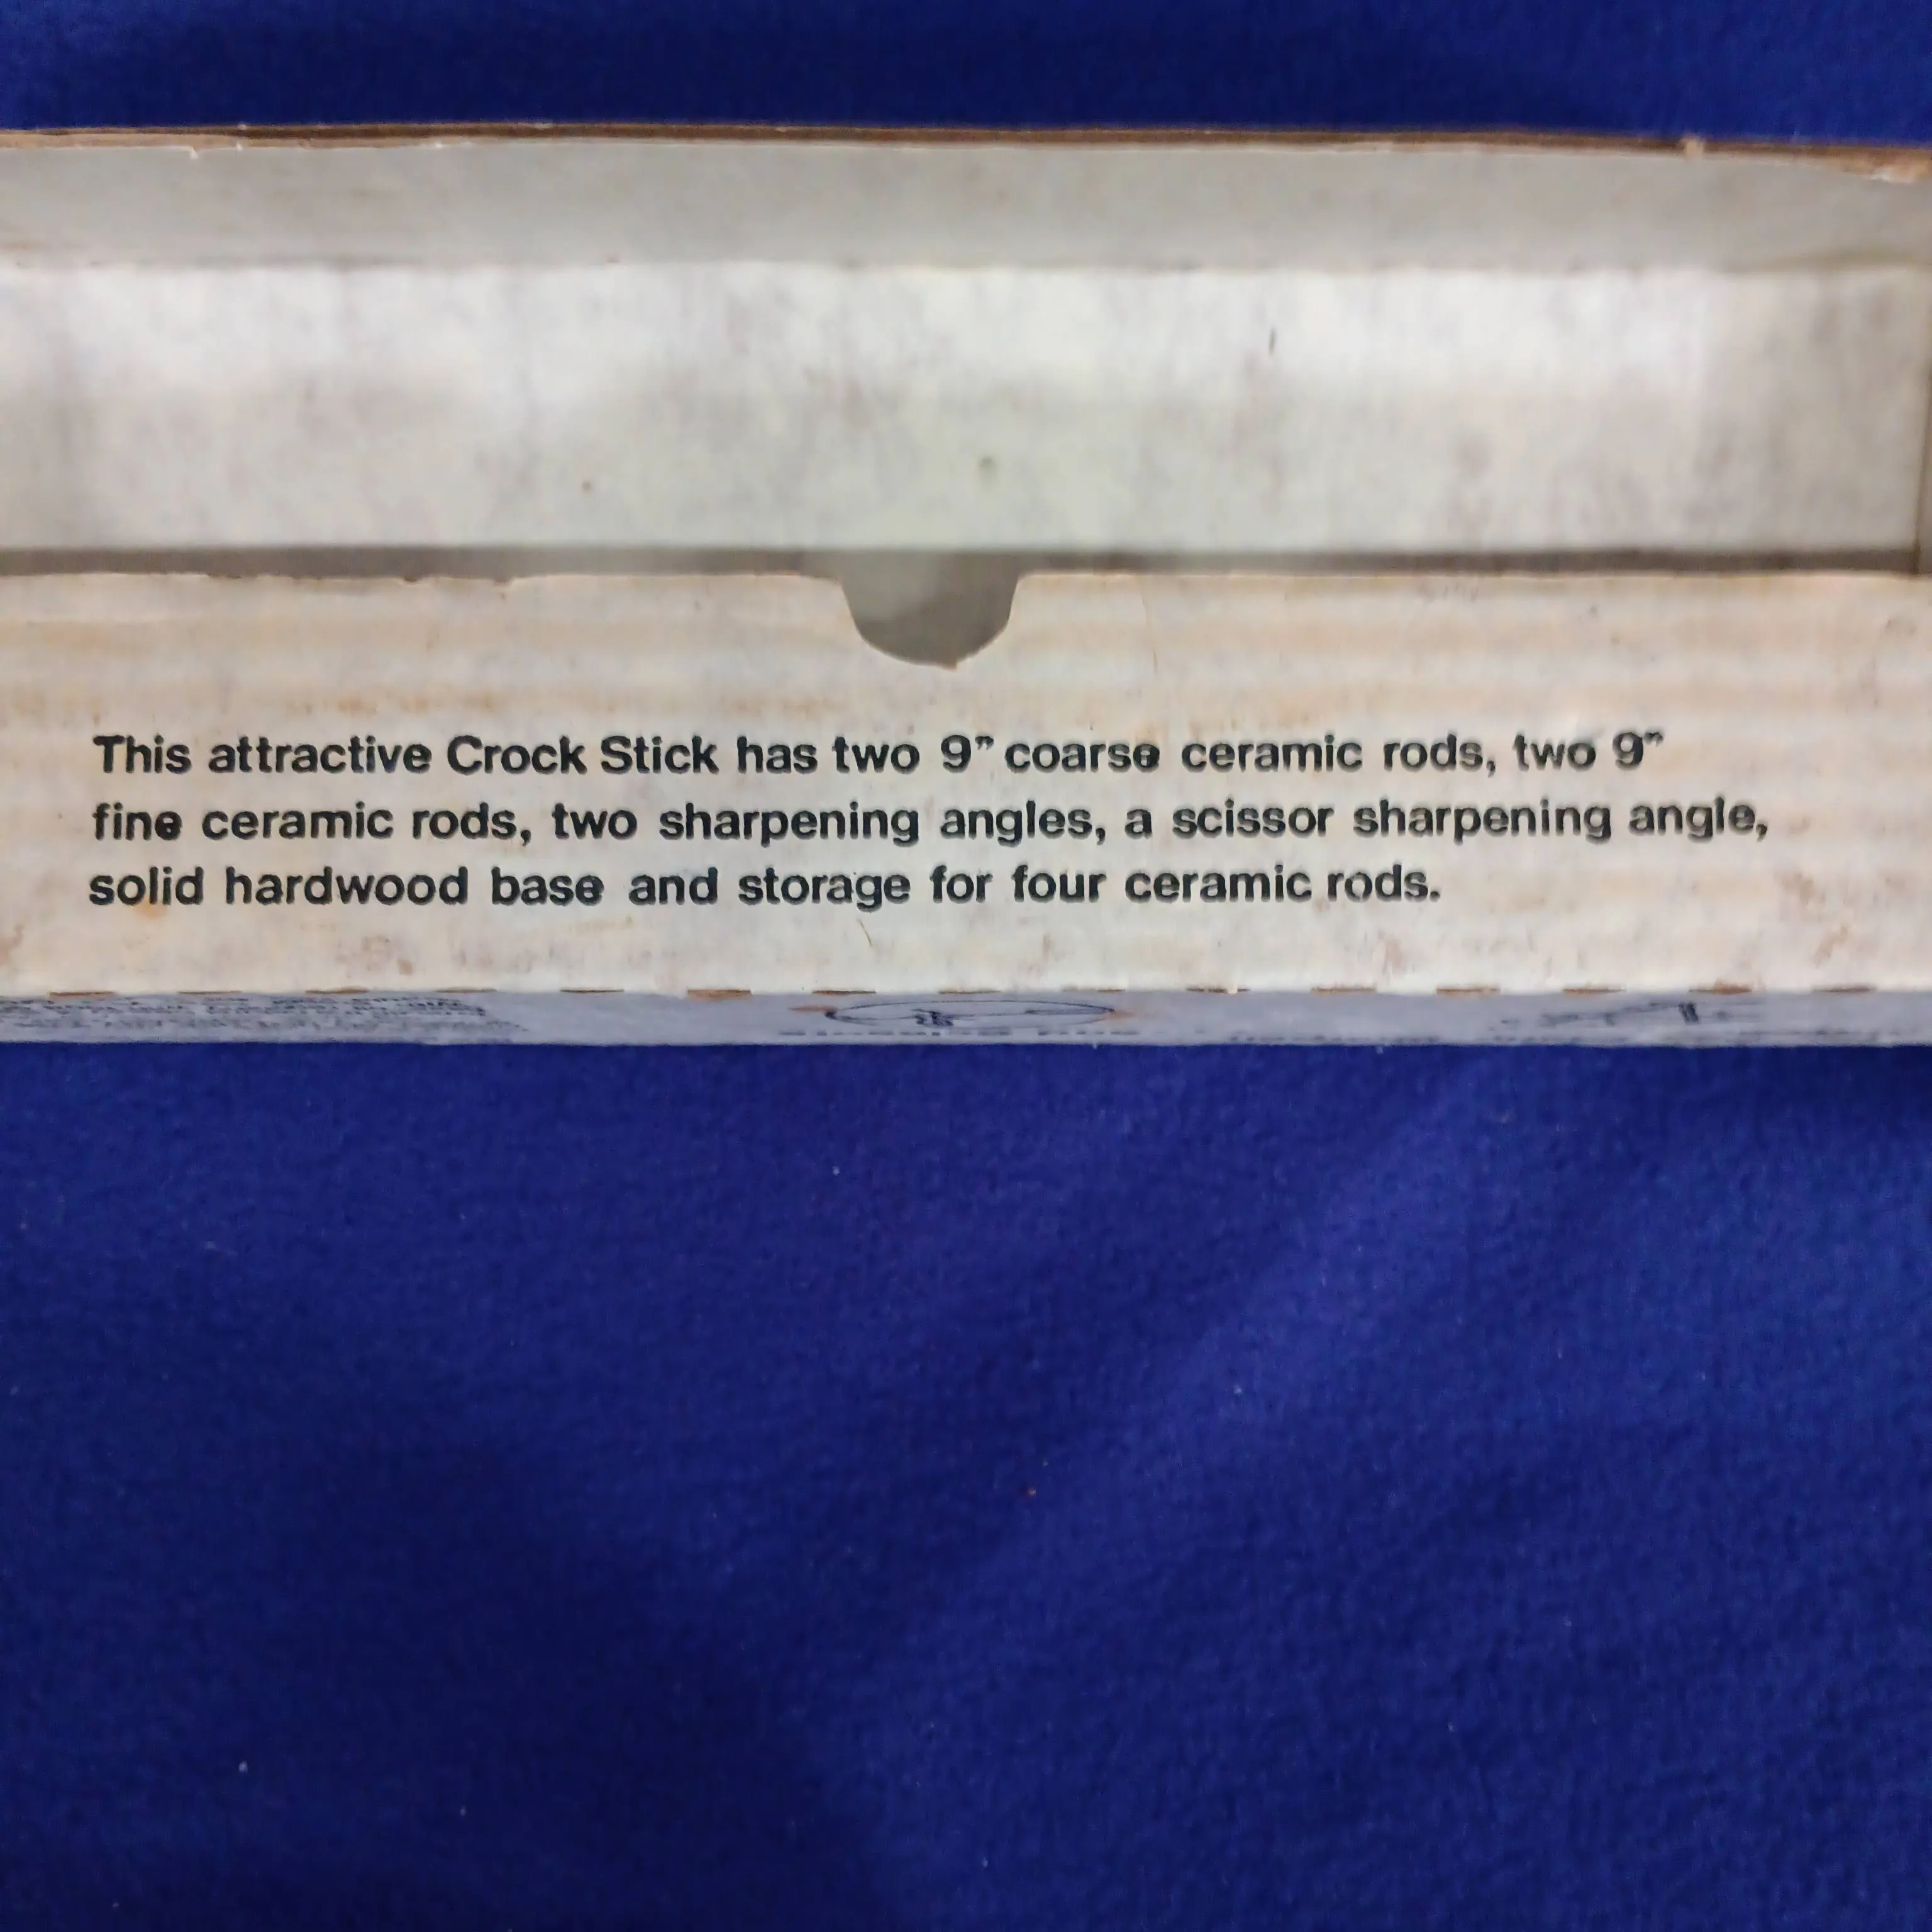 This attractive Crock Stick has two 9" coarse ceramic rods, two 9"
fine ceramic rods, two sharpening angles, a scissor sharpening angle,
solid hardwood base and storage for four ceramic rods.